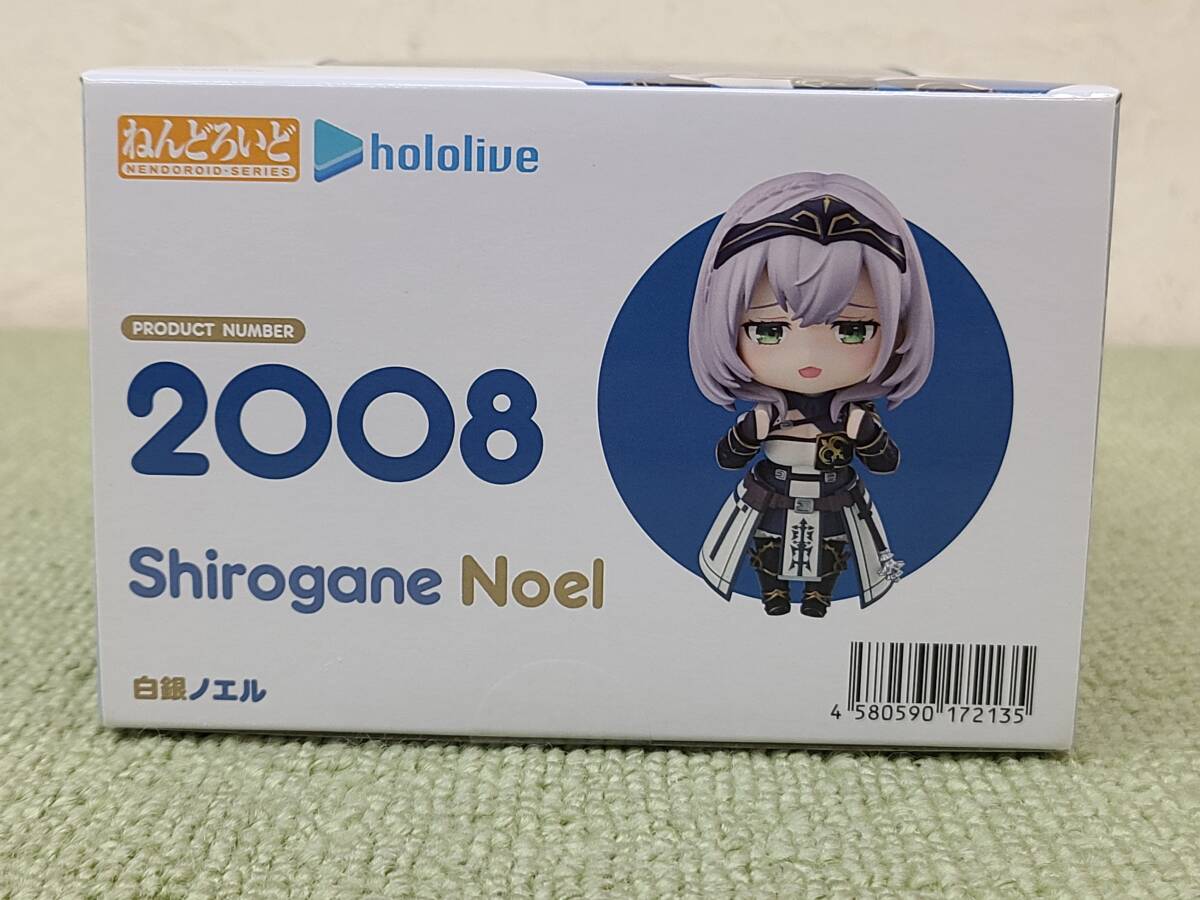 ねんどろいど
NENDOROID・SERIES
hololive
PRODUCT NUMBER
2008
Shirogane Noel
白銀ノエル
4 580590 172135